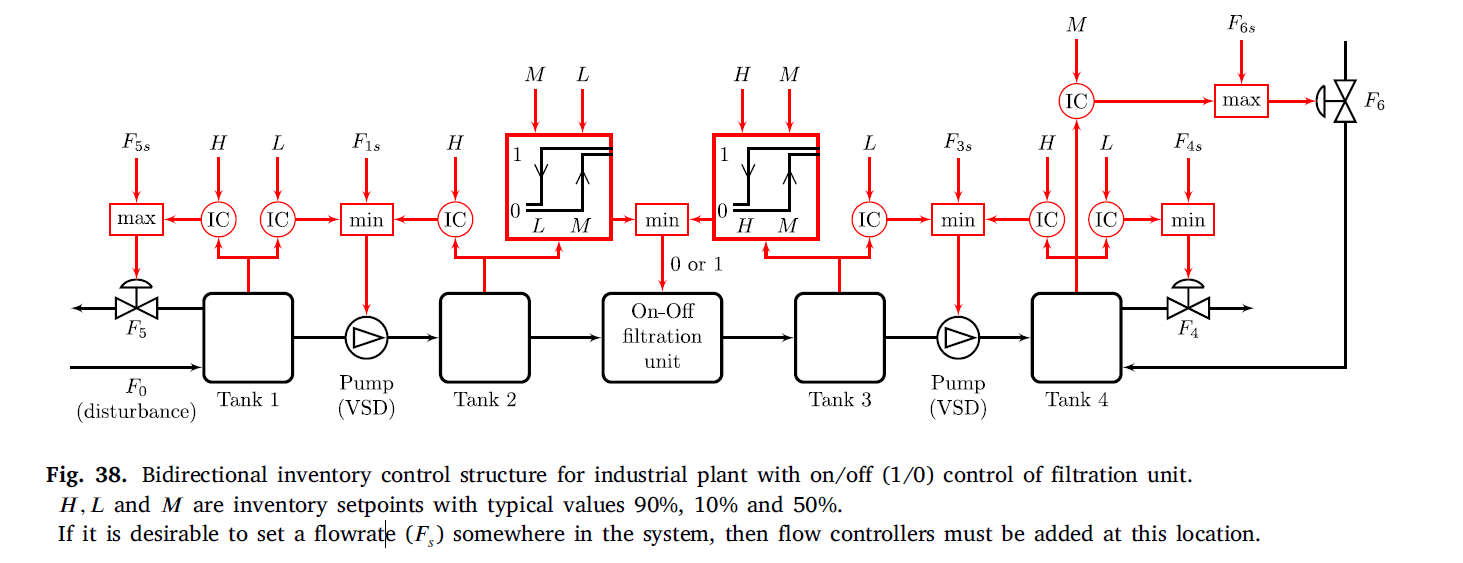 M F6s
M L H M IC max F6
F5s H L F1s H 1 1 L F3s H L F4s
max IC IC min IC 0 L M min 0 H M IC min IC IC min
0 or 1
F5 On–Off F4
filtration
unit
F0 Tank 1 Pump Tank 2 Tank 3 Pump Tank 4
(disturbance) (VSD) (VSD)
Fig. 38. Bidirectional inventory control structure for industrial plant with on/off (1/0) control of filtration unit.
H, L and M are inventory setpoints with typical values 90%, 10% and 50%.
If it is desirable to set a flowrate (Fs) somewhere in the system, then flow controllers must be added at this location.